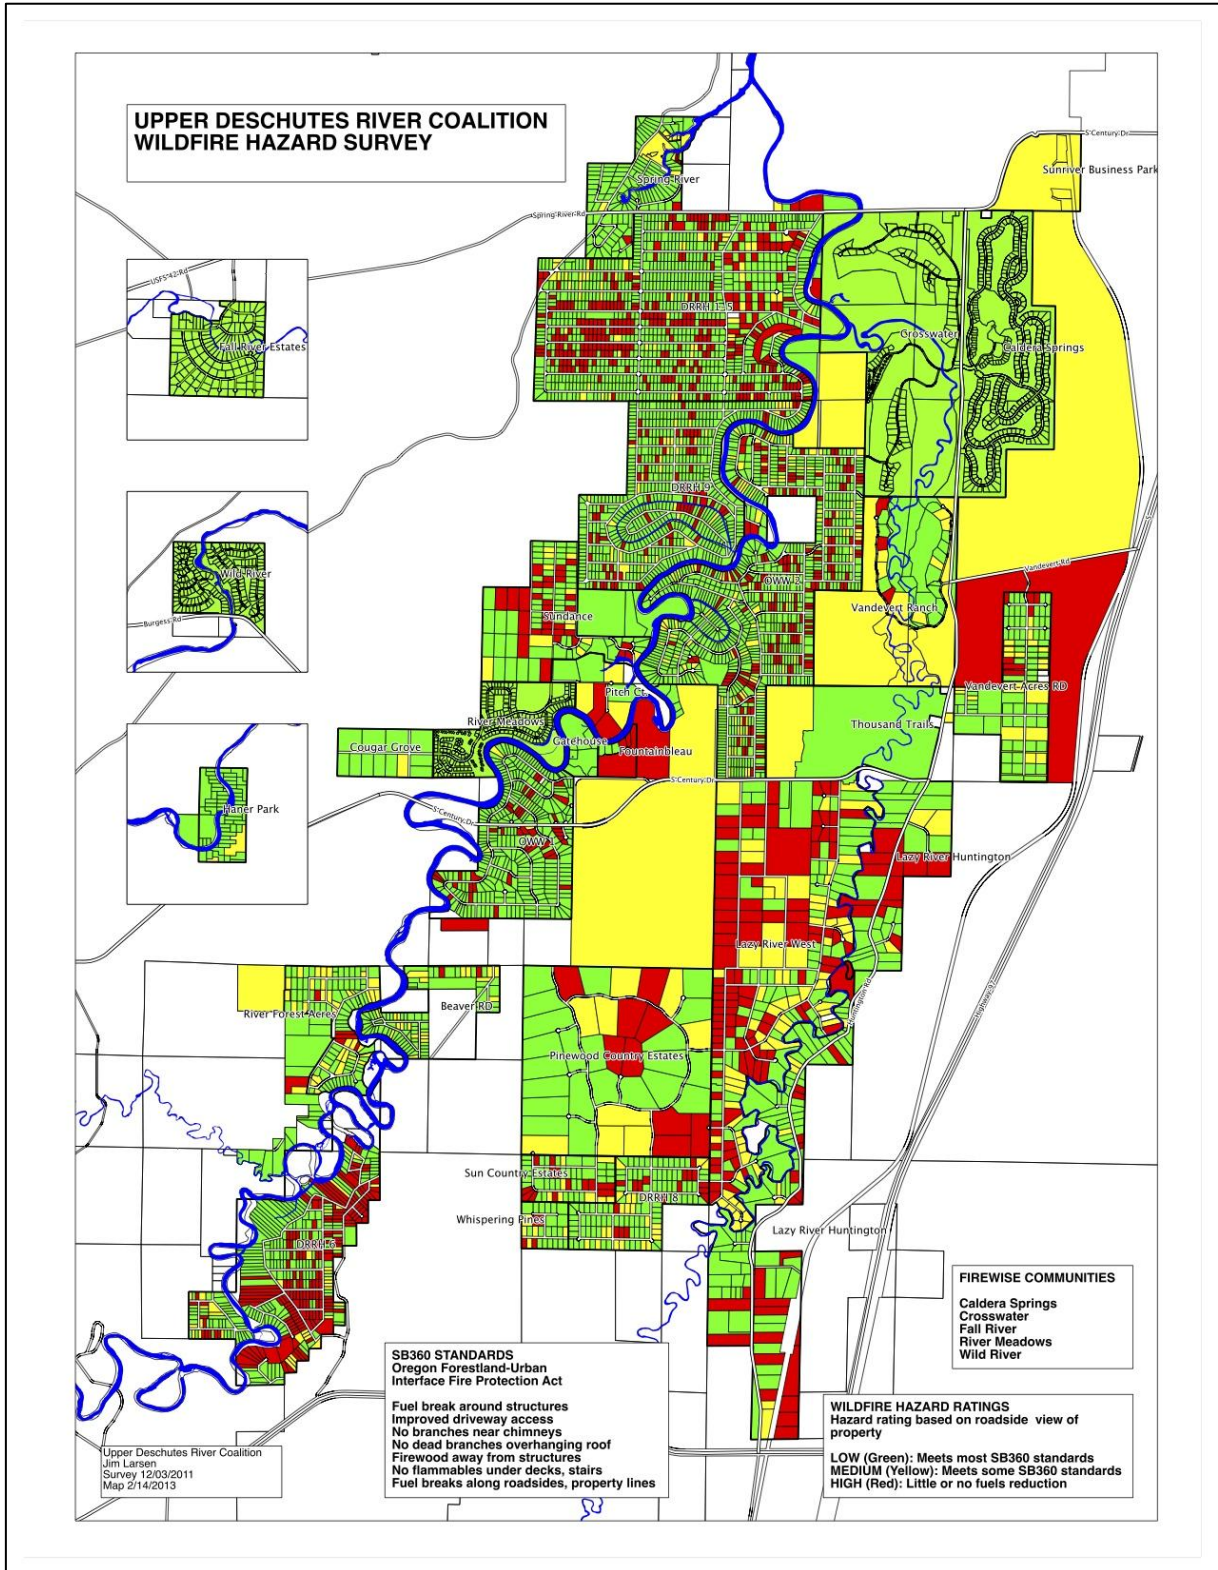 UPPER DESCHUTES RIVER COALITION
WILDFIRE HAZARD SURVEY
S Century Dr
Sunriver Business Park
Spring River
Spring River Rd
USFS 42 Rd
Fall River Estates
DRRH 1-5
Crosswater
Caldera Springs
DRRH 9
Wild River
Burgess Rd
OWW 2
Vandevert Rd
Vandevert Ranch
Sundance
Vandevert Acres RD
Pitch Ct
River Meadows
Thousand Trails
Gatehouse
Cougar Grove
Fountainbleau
S Century Dr
Haner Park
S Century Dr
OWW 1
Lazy River Huntington
Lazy River West
Huntington Rd
Highway 97
Beaver RD
River Forest Acres
Pinewood Country Estates
Sun Country Estates
DRRH 8
Whispering Pines
Lazy River Huntington
DRRH 6
FIREWISE COMMUNITIES
Caldera Springs
Crosswater
Fall River
River Meadows
Wild River
SB360 STANDARDS
Oregon Forestland-Urban
Interface Fire Protection Act
Fuel break around structures
Improved driveway access
No branches near chimneys
No dead branches overhanging roof
Firewood away from structures
No flammables under decks, stairs
Fuel breaks along roadsides, property lines
WILDFIRE HAZARD RATINGS
Hazard rating based on roadside view of
property
LOW (Green): Meets most SB360 standards
MEDIUM (Yellow): Meets some SB360 standards
HIGH (Red): Little or no fuels reduction
Upper Deschutes River Coalition
Jim Larsen
Survey 12/03/2011
Map 2/14/2013